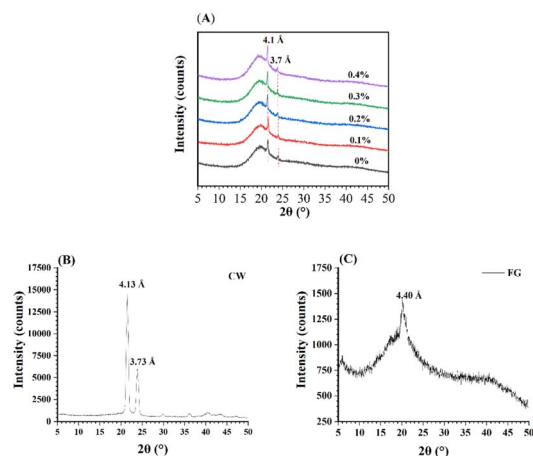 (A)
Intensity (counts)
4.1 Å
3.7 Å
0.4%
0.3%
0.2%
0.1%
0%
5 10 15 20 25 30 35 40 45 50
2θ (°)
(B)
Intensity (counts)
17500
15000
12500
10000
7500
5000
2500
0
4.13 Å
3.73 Å
CW
5 10 15 20 25 30 35 40 45 50
2θ (°)
(C)
Intensity (counts)
1750
1500
1250
1000
750
500
250
4.40 Å
FG
5 10 15 20 25 30 35 40 45 50
2θ (°)